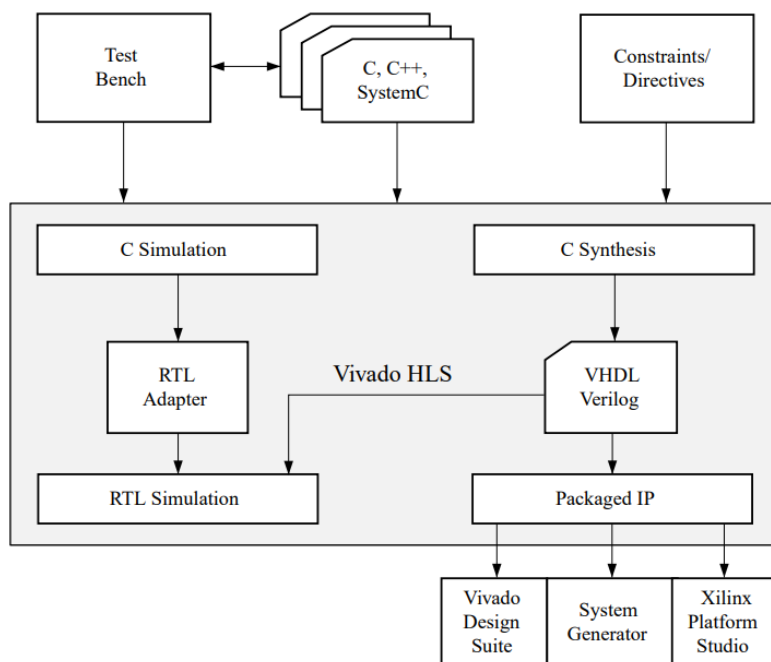 Test
Bench
C, C++,
SystemC
Constraints/
Directives
C Simulation
C Synthesis
RTL
Adapter
Vivado HLS
VHDL
Verilog
RTL Simulation
Packaged IP
Vivado
Design
Suite
System
Generator
Xilinx
Platform
Studio